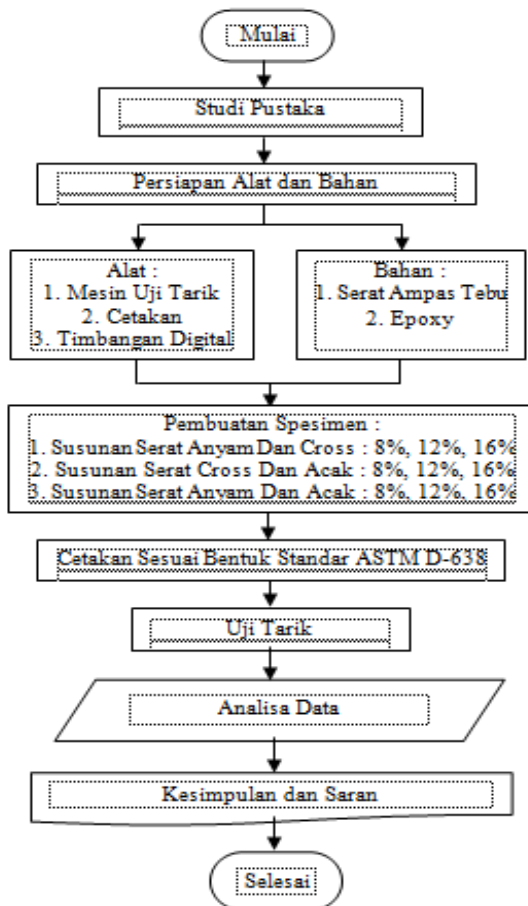 Mulai
Studi Pustaka
Persiapan Alat dan Bahan
Alat :
1. Mesin Uji Tarik
2. Cetakan
3. Timbangan Digital
Bahan :
1. Serat Ampas Tebu
2. Epoxy
Pembuatan Spesimen :
1. Susunan Serat Anyam Dan Cross : 8%, 12%, 16%
2. Susunan Serat Cross Dan Acak : 8%, 12%, 16%
3. Susunan Serat Anyam Dan Acak : 8%, 12%, 16%
Cetakan Sesuai Bentuk Standar ASTM D-638
Uji Tarik
Analisa Data
Kesimpulan dan Saran
Selesai